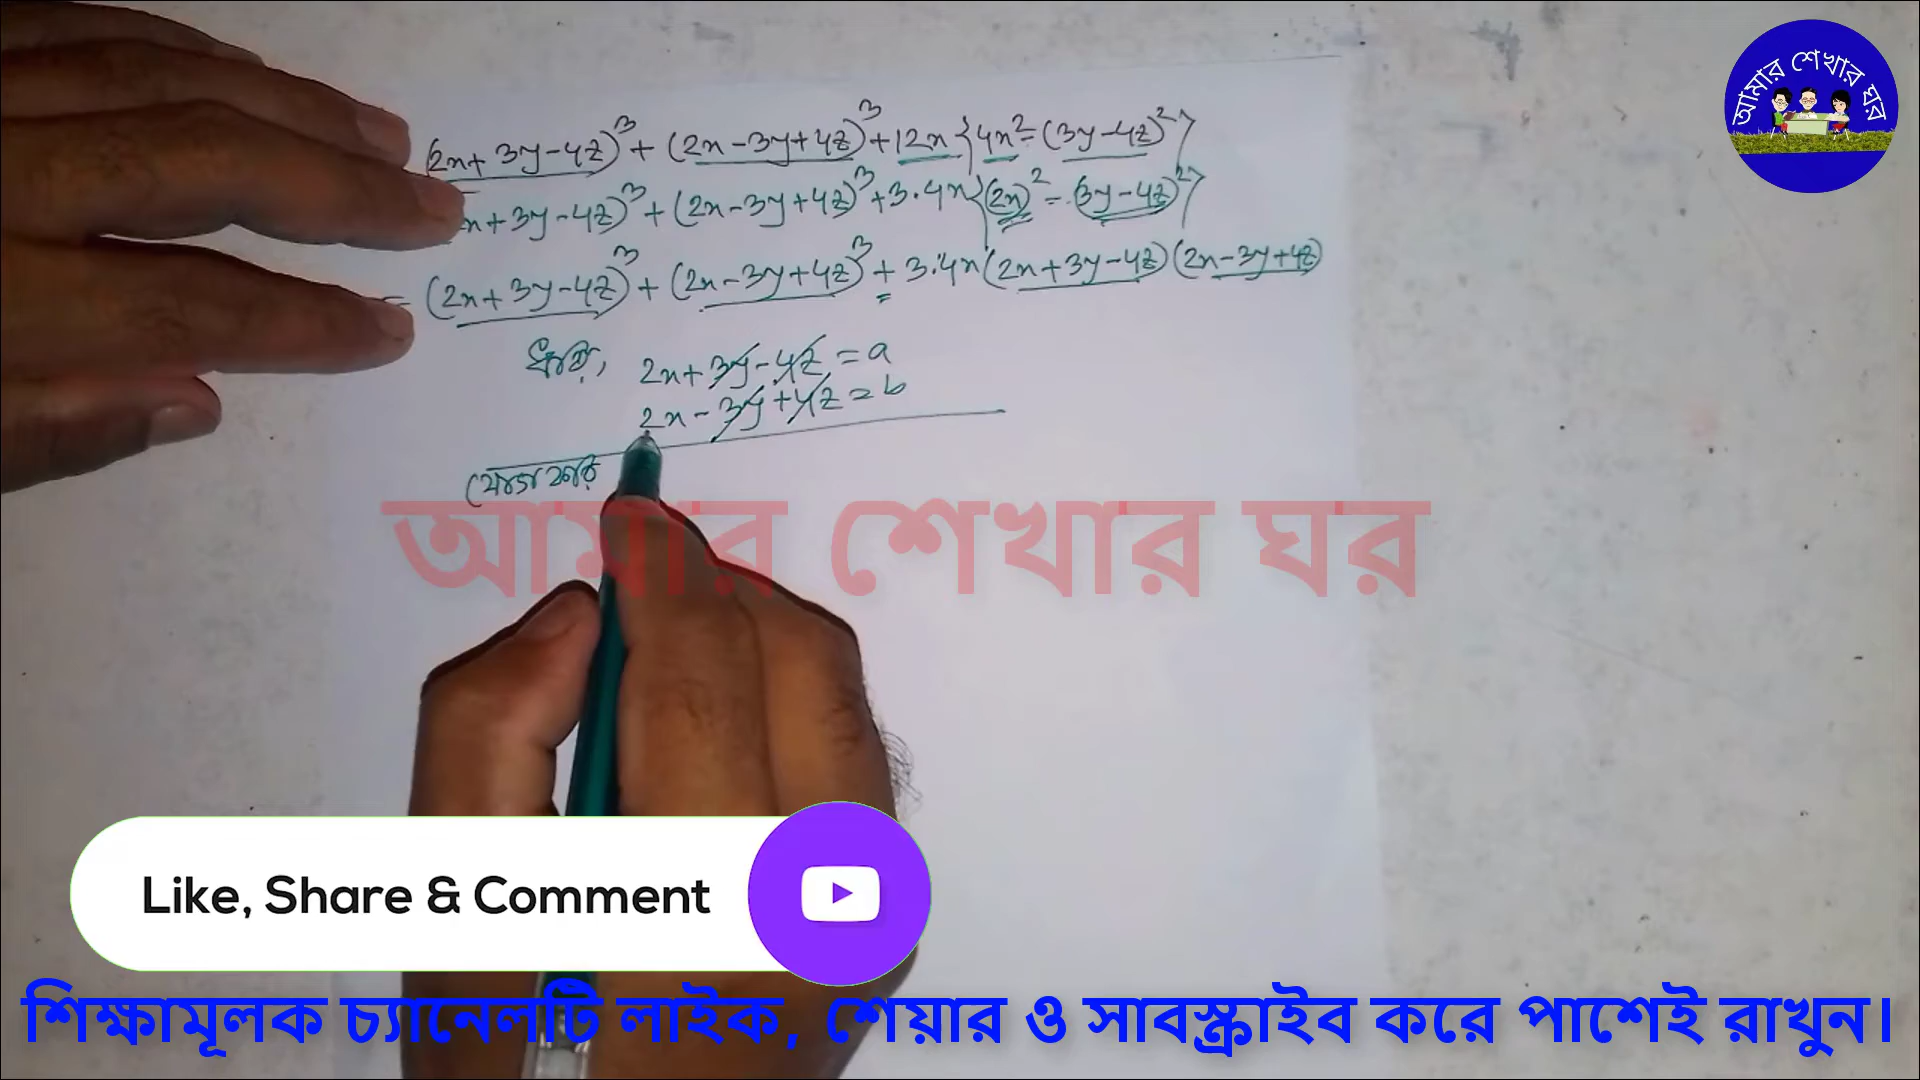 আমার শেখার ঘর
(2x+3y-4z)³+(2x-3y+4z)³+12x{4x²-(3y-4z)²}
x+3y-4z)³+(2x-3y+4z)³+3.4x{(2x)²-(3y-4z)²}
=(2x+3y-4z)³+(2x-3y+4z)³+3.4x(2x+3y-4z)(2x-3y+4z)
ধরি, 2x+3y-4z=a
2x-3y+4z=b
যোগ করি
আমার শেখার ঘর
Like, Share & Comment
শিক্ষামূলক চ্যানেলটি লাইক, শেয়ার ও সাবস্ক্রাইব করে পাশেই রাখুন।